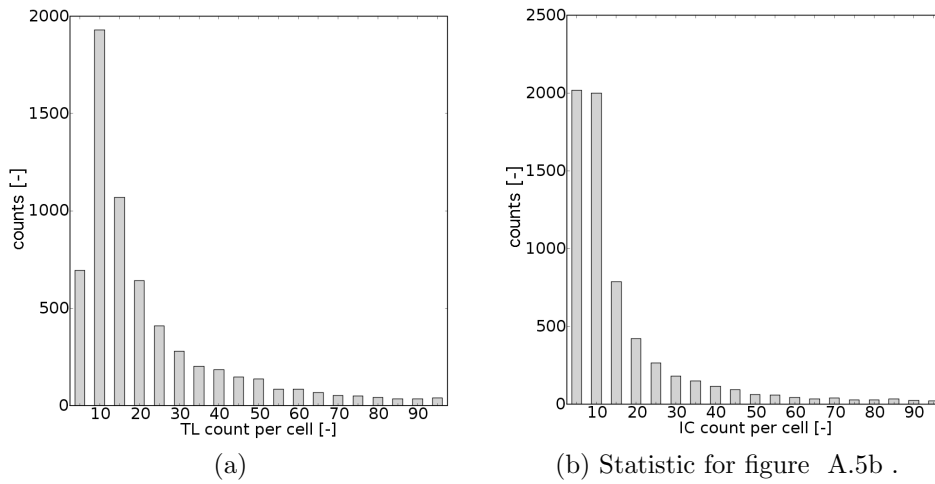 2000
1500
1000
500
0
counts [-]
10 20 30 40 50 60 70 80 90
TL count per cell [-]
(a)
2500
2000
1500
1000
500
0
counts [-]
10 20 30 40 50 60 70 80 90
IC count per cell [-]
(b) Statistic for figure A.5b .